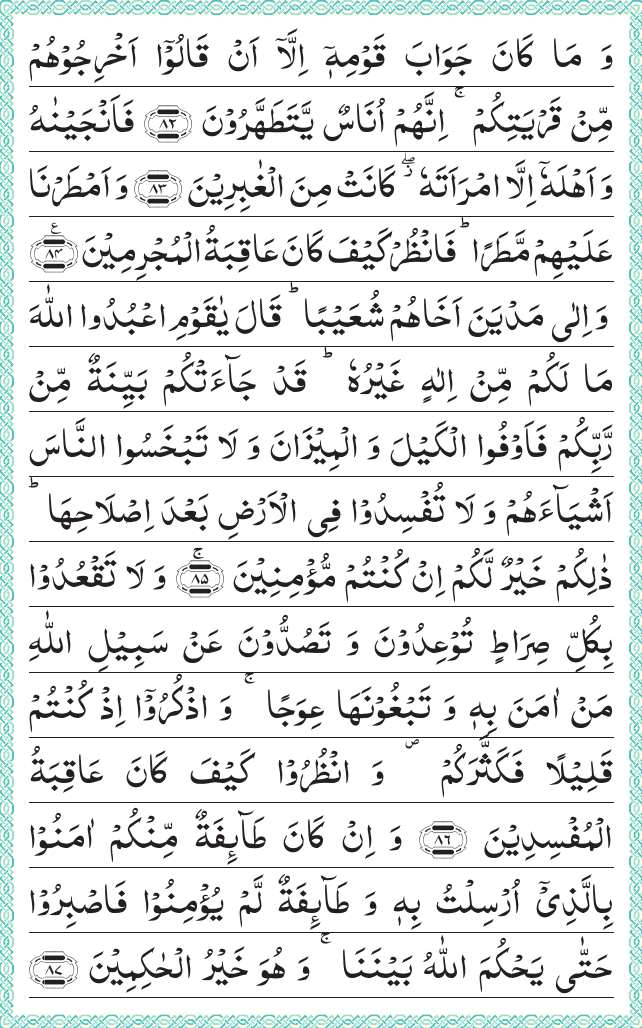 وَ مَا كَانَ جَوَابَ قَوْمِهٖۤ اِلَّاۤ اَنْ قَالُوْۤا اَخْرِجُوْهُمْ
مِّنْ قَرْیَتِكُمْ ۚ اِنَّهُمْ اُنَاسٌ یَّتَطَهَّرُوْنَ ﴿۸۲﴾ فَاَنْجَیْنٰهُ
وَ اَهْلَهٗۤ اِلَّا امْرَاَتَهٗ ۖ٘ كَانَتْ مِنَ الْغٰبِرِیْنَ ﴿۸۳﴾ وَ اَمْطَرْنَا
عَلَیْهِمْ مَّطَرًا ؕ فَانْظُرْ كَیْفَ كَانَ عَاقِبَةُ الْمُجْرِمِیْنَ ﴿۸۴﴾ ع
وَ اِلٰی مَدْیَنَ اَخَاهُمْ شُعَیْبًا ؕ قَالَ یٰقَوْمِ اعْبُدُوا اللّٰهَ
مَا لَكُمْ مِّنْ اِلٰهٍ غَیْرُهٗ ؕ قَدْ جَآءَتْكُمْ بَیِّنَةٌ مِّنْ
رَّبِّكُمْ فَاَوْفُوا الْكَیْلَ وَ الْمِیْزَانَ وَ لَا تَبْخَسُوا النَّاسَ
اَشْیَآءَهُمْ وَ لَا تُفْسِدُوْا فِی الْاَرْضِ بَعْدَ اِصْلَاحِهَا ؕ
ذٰلِكُمْ خَیْرٌ لَّكُمْ اِنْ كُنْتُمْ مُّؤْمِنِیْنَ ﴿۸۵﴾ۚ وَ لَا تَقْعُدُوْا
بِكُلِّ صِرَاطٍ تُوْعِدُوْنَ وَ تَصُدُّوْنَ عَنْ سَبِیْلِ اللّٰهِ
مَنْ اٰمَنَ بِهٖ وَ تَبْغُوْنَهَا عِوَجًا ۚ وَ اذْكُرُوْۤا اِذْ كُنْتُمْ
قَلِیْلًا فَكَثَّرَكُمْ ۪ وَ انْظُرُوْا كَیْفَ كَانَ عَاقِبَةُ
الْمُفْسِدِیْنَ ﴿۸۶﴾ وَ اِنْ كَانَ طَآىِٕفَةٌ مِّنْكُمْ اٰمَنُوْا
بِالَّذِیْۤ اُرْسِلْتُ بِهٖ وَ طَآىِٕفَةٌ لَّمْ یُؤْمِنُوْا فَاصْبِرُوْا
حَتّٰی یَحْكُمَ اللّٰهُ بَیْنَنَا ۚ وَ هُوَ خَیْرُ الْحٰكِمِیْنَ ﴿۸۷﴾